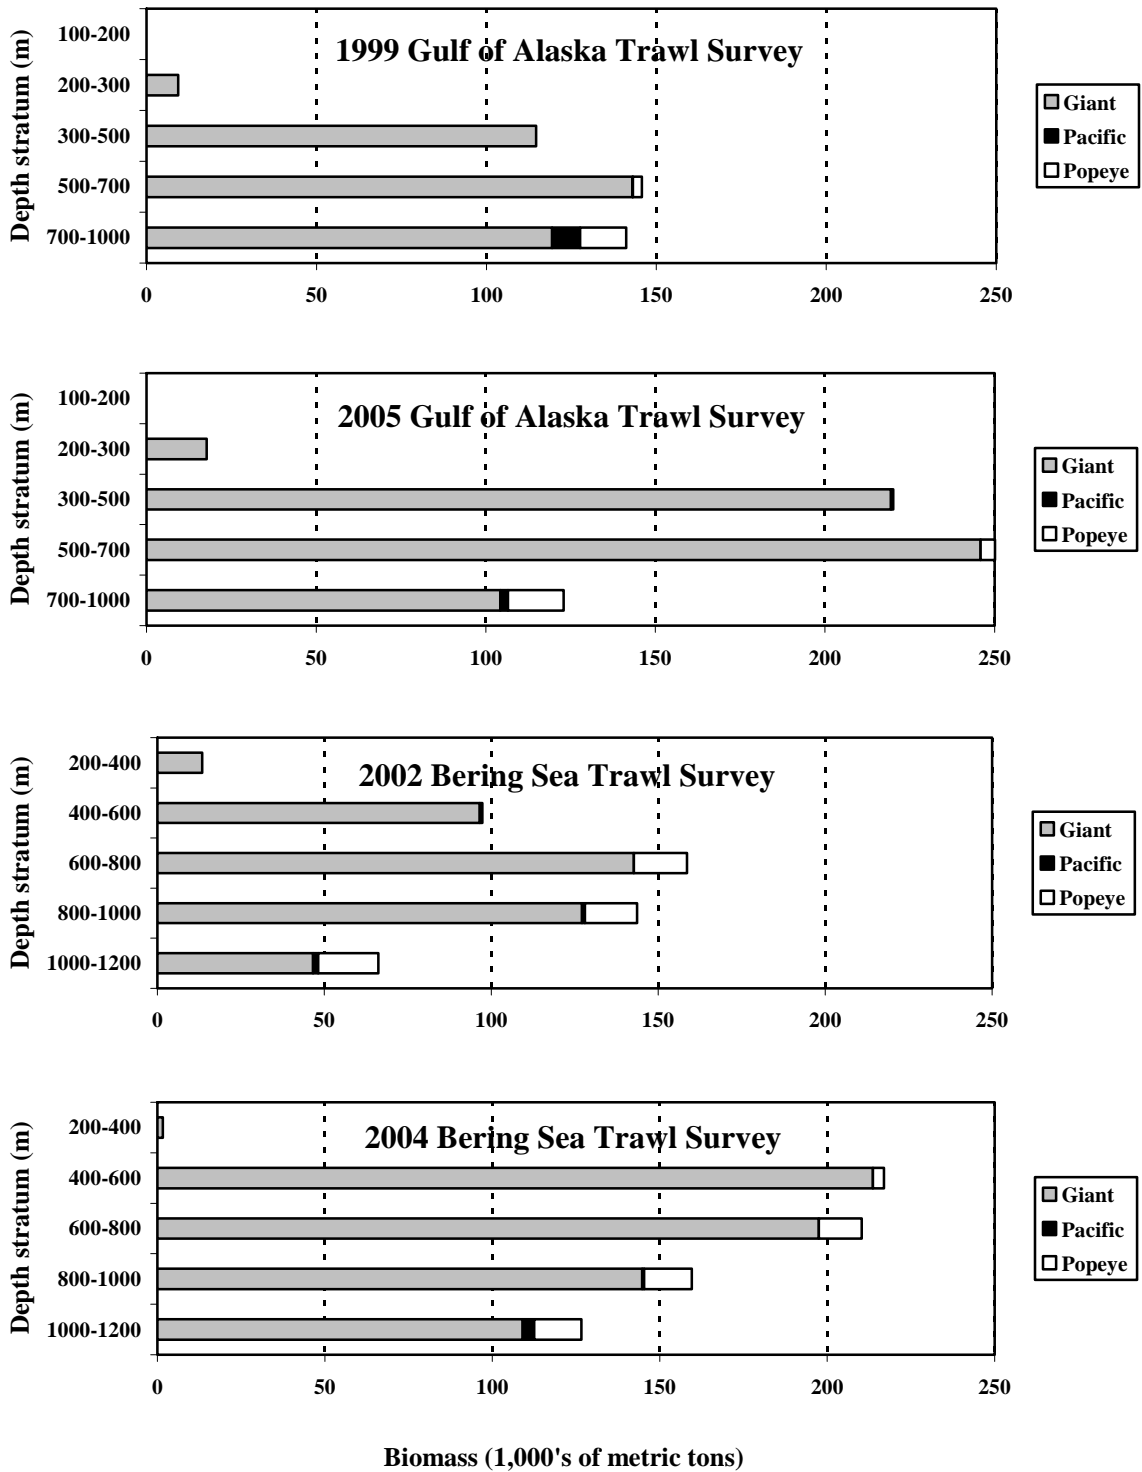 1999 Gulf of Alaska Trawl Survey
Depth stratum (m)
100-200
200-300
300-500
500-700
700-1000
0 50 100 150 200 250
Giant
Pacific
Popeye
2005 Gulf of Alaska Trawl Survey
Depth stratum (m)
100-200
200-300
300-500
500-700
700-1000
0 50 100 150 200 250
Giant
Pacific
Popeye
2002 Bering Sea Trawl Survey
Depth stratum (m)
200-400
400-600
600-800
800-1000
1000-1200
0 50 100 150 200 250
Giant
Pacific
Popeye
2004 Bering Sea Trawl Survey
Depth stratum (m)
200-400
400-600
600-800
800-1000
1000-1200
0 50 100 150 200 250
Giant
Pacific
Popeye
Biomass (1,000's of metric tons)